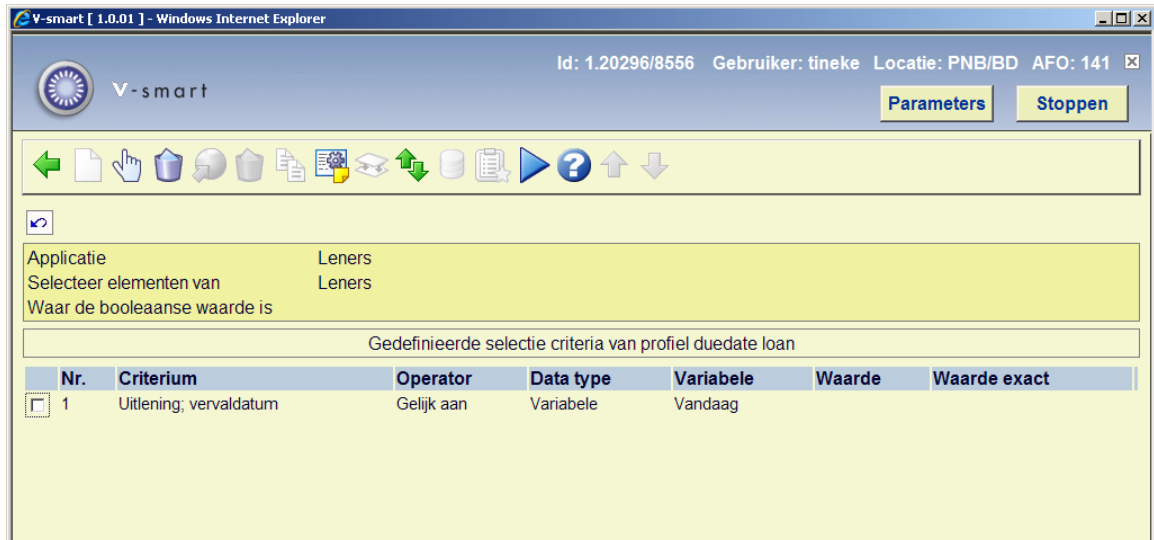 V-smart [ 1.0.01 ] - Windows Internet Explorer
Id: 1.20296/8556 Gebruiker: tineke Locatie: PNB/BD AFO: 141
V-smart
Parameters Stoppen
Applicatie Leners
Selecteer elementen van Leners
Waar de booleaanse waarde is
Gedefinieerde selectie criteria van profiel duedate loan
Nr. Criterium Operator Data type Variabele Waarde Waarde exact
1 Uitlening; vervaldatum Gelijk aan Variabele Vandaag